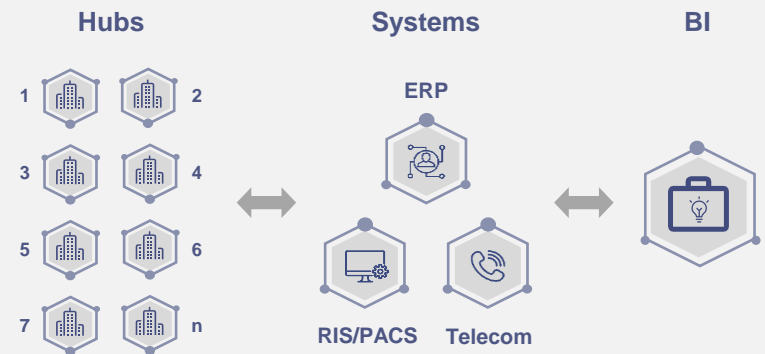 Hubs Systems BI
ERP
1 2
3 4
5 6
7 n
RIS/PACS Telecom